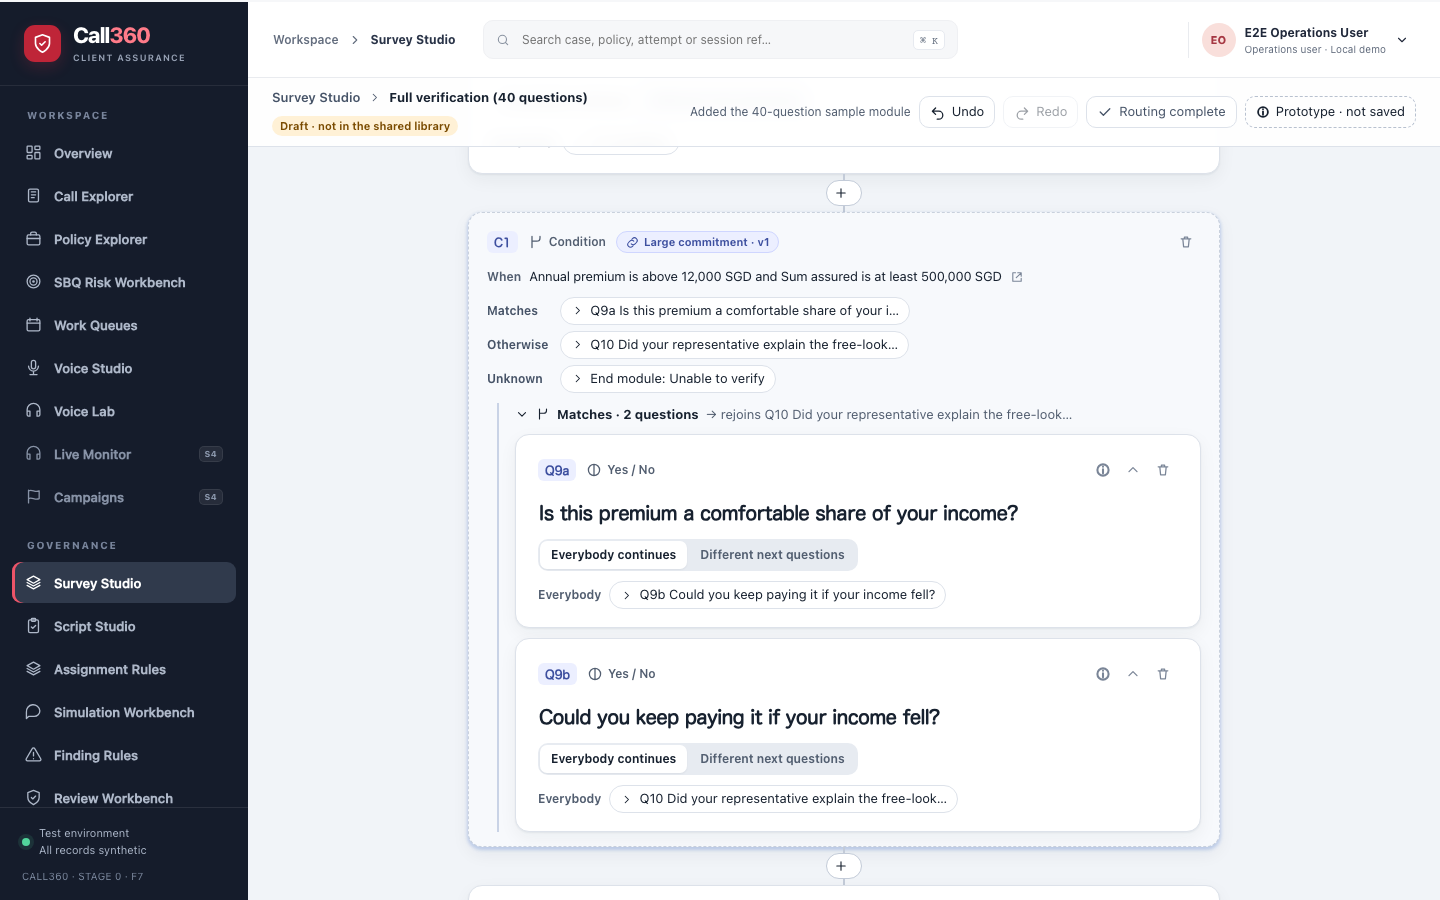 Call360
CLIENT ASSURANCE
WORKSPACE
Overview
Call Explorer
Policy Explorer
SBQ Risk Workbench
Work Queues
Voice Studio
Voice Lab
Live Monitor S4
Campaigns S4
GOVERNANCE
Survey Studio
Script Studio
Assignment Rules
Simulation Workbench
Finding Rules
Review Workbench
Test environment
All records synthetic
CALL360 · STAGE 0 · F7
Workspace > Survey Studio
Search case, policy, attempt or session ref...
⌘ K
EO
E2E Operations User
Operations user · Local demo
Survey Studio > Full verification (40 questions)
Draft · not in the shared library
Added the 40-question sample module
Undo
Redo
Routing complete
Prototype · not saved
C1 Condition Large commitment · v1
When Annual premium is above 12,000 SGD and Sum assured is at least 500,000 SGD
Matches > Q9a Is this premium a comfortable share of your i...
Otherwise > Q10 Did your representative explain the free-look...
Unknown > End module: Unable to verify
Matches · 2 questions → rejoins Q10 Did your representative explain the free-look...
Q9a Yes / No
Is this premium a comfortable share of your income?
Everybody continues Different next questions
Everybody > Q9b Could you keep paying it if your income fell?
Q9b Yes / No
Could you keep paying it if your income fell?
Everybody continues Different next questions
Everybody > Q10 Did your representative explain the free-look...